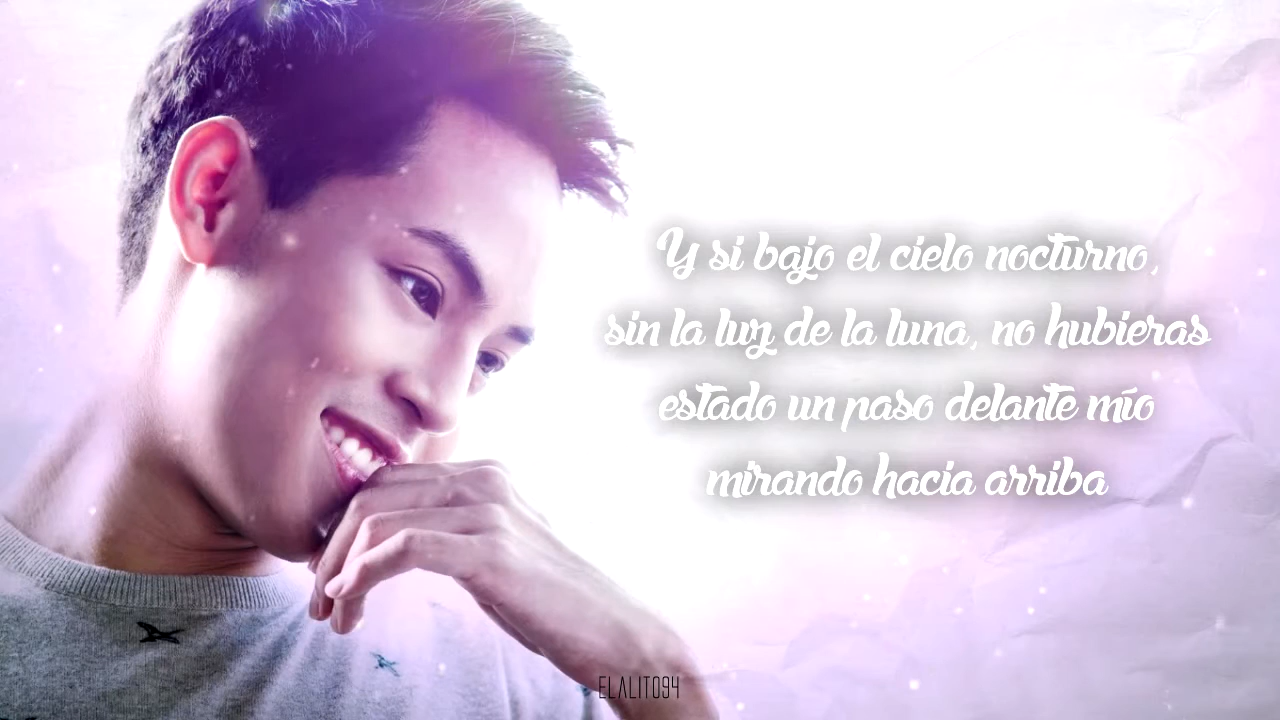 Y si bajo el cielo nocturno,
sin la luz de la luna, no hubieras
estado un paso delante mío
mirando hacia arriba
ELALITO94